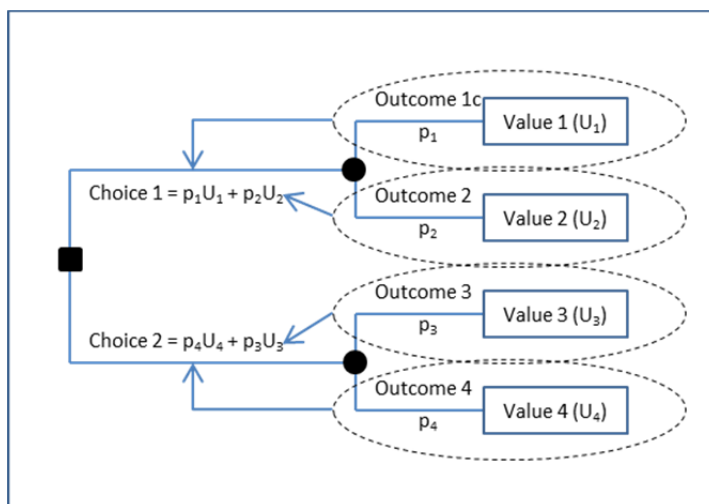 Outcome 1c
p₁
Value 1 (U₁)
Choice 1 = p₁U₁ + p₂U₂
Outcome 2
p₂
Value 2 (U₂)
Outcome 3
p₃
Value 3 (U₃)
Choice 2 = p₄U₄ + p₃U₃
Outcome 4
p₄
Value 4 (U₄)